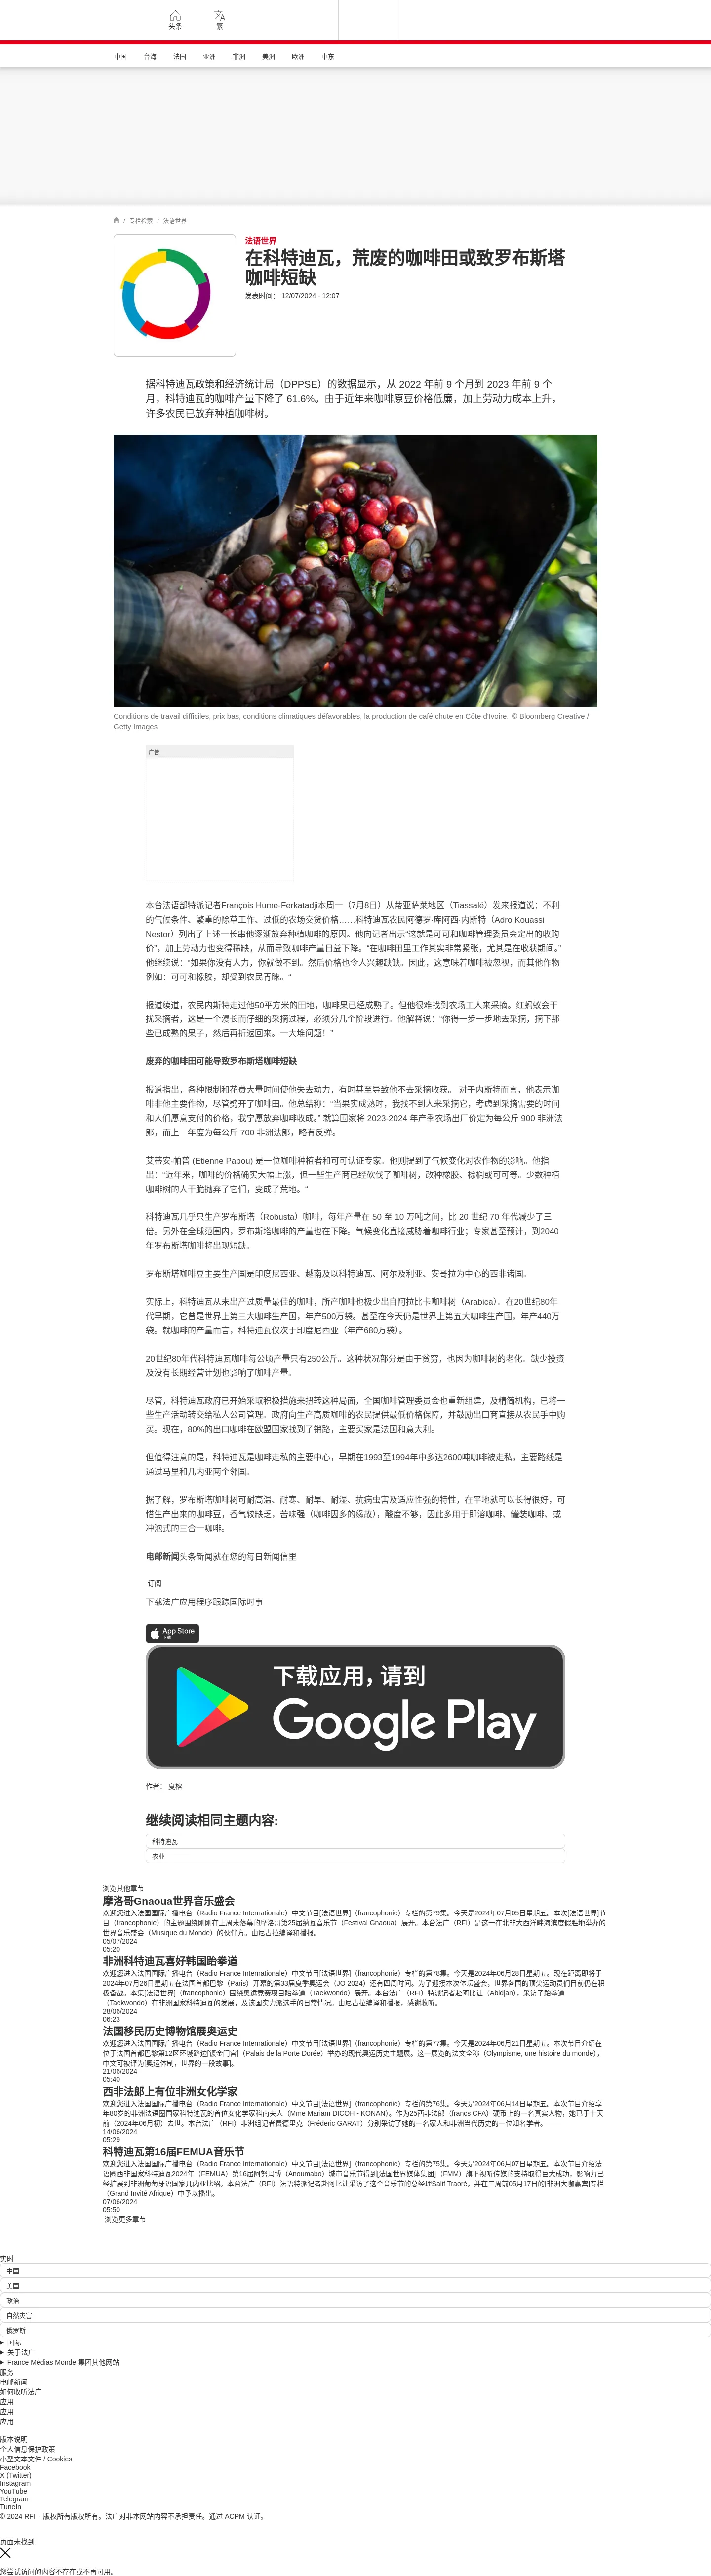 头条
繁
中国
台海
法国
亚洲
非洲
美洲
欧洲
中东
/ 专栏检索 / 法语世界
法语世界
在科特迪瓦，荒废的咖啡田或致罗布斯塔
咖啡短缺
发表时间： 12/07/2024 - 12:07
据科特迪瓦政策和经济统计局（DPPSE）的数据显示，从 2022 年前 9 个月到 2023 年前 9 个
月，科特迪瓦的咖啡产量下降了 61.6%。由于近年来咖啡原豆价格低廉，加上劳动力成本上升，
许多农民已放弃种植咖啡树。
Conditions de travail difficiles, prix bas, conditions climatiques défavorables, la production de café chute en Côte d'Ivoire. © Bloomberg Creative /
Getty Images
广告
本台法语部特派记者François Hume-Ferkatadji本周一（7月8日）从蒂亚萨莱地区（Tiassalé）发来报道说：不利
的气候条件、繁重的除草工作、过低的农场交货价格……科特迪瓦农民阿德罗·库阿西·内斯特（Adro Kouassi
Nestor）列出了上述一长串他逐渐放弃种植咖啡的原因。他向记者出示“这就是可可和咖啡管理委员会定出的收购
价”，加上劳动力也变得稀缺，从而导致咖啡产量日益下降。“在咖啡田里工作其实非常紧张，尤其是在收获期间。”
他继续说：“如果你没有人力，你就做不到。然后价格也令人兴趣缺缺。因此，这意味着咖啡被忽视，而其他作物
例如：可可和橡胶，却受到农民青睐。“
报道续道，农民内斯特走过他50平方米的田地，咖啡果已经成熟了。但他很难找到农场工人来采摘。红蚂蚁会干
扰采摘者，这是一个漫长而仔细的采摘过程，必须分几个阶段进行。他解释说：“你得一步一步地去采摘，摘下那
些已成熟的果子，然后再折返回来。一大堆问题！”
废弃的咖啡田可能导致罗布斯塔咖啡短缺
报道指出，各种限制和花费大量时间使他失去动力，有时甚至导致他不去采摘收获。 对于内斯特而言，他表示咖
啡非他主要作物，尽管劈开了咖啡田。他总结称：“当果实成熟时，我找不到人来采摘它，考虑到采摘需要的时间
和人们愿意支付的价格，我宁愿放弃咖啡收成。” 就算国家将 2023-2024 年产季农场出厂价定为每公斤 900 非洲法
郎，而上一年度为每公斤 700 非洲法郎，略有反弹。
艾蒂安·帕普 (Etienne Papou) 是一位咖啡种植者和可可认证专家。他则提到了气候变化对农作物的影响。他指
出：“近年来，咖啡的价格确实大幅上涨，但一些生产商已经砍伐了咖啡树，改种橡胶、棕榈或可可等。少数种植
咖啡树的人干脆抛弃了它们，变成了荒地。“
科特迪瓦几乎只生产罗布斯塔（Robusta）咖啡，每年产量在 50 至 10 万吨之间，比 20 世纪 70 年代减少了三
倍。另外在全球范围内，罗布斯塔咖啡的产量也在下降。气候变化直接威胁着咖啡行业；专家甚至预计，到2040
年罗布斯塔咖啡将出现短缺。
罗布斯塔咖啡豆主要生产国是印度尼西亚、越南及以科特迪瓦、阿尔及利亚、安哥拉为中心的西非诸国。
实际上，科特迪瓦从未出产过质量最佳的咖啡，所产咖啡也极少出自阿拉比卡咖啡树（Arabica）。在20世纪80年
代早期，它曾是世界上第三大咖啡生产国，年产500万袋。甚至在今天仍是世界上第五大咖啡生产国，年产440万
袋。就咖啡的产量而言，科特迪瓦仅次于印度尼西亚（年产680万袋）。
20世纪80年代科特迪瓦咖啡每公顷产量只有250公斤。这种状况部分是由于贫穷，也因为咖啡树的老化。缺少投资
及没有长期经营计划也影响了咖啡产量。
尽管，科特迪瓦政府已开始采取积极措施来扭转这种局面，全国咖啡管理委员会也重新组建，及精简机构，已将一
些生产活动转交给私人公司管理。政府向生产高质咖啡的农民提供最低价格保障，并鼓励出口商直接从农民手中购
买。现在，80%的出口咖啡在欧盟国家找到了销路，主要买家是法国和意大利。
但值得注意的是，科特迪瓦是咖啡走私的主要中心，早期在1993至1994年中多达2600吨咖啡被走私，主要路线是
通过马里和几内亚两个邻国。
据了解，罗布斯塔咖啡树可耐高温、耐寒、耐旱、耐湿、抗病虫害及适应性强的特性，在平地就可以长得很好，可
惜生产出来的咖啡豆，香气较缺乏，苦味强（咖啡因多的缘故），酸度不够，因此多用于即溶咖啡、罐装咖啡、或
冲泡式的三合一咖啡。
电邮新闻头条新闻就在您的每日新闻信里
订阅
下载法广应用程序跟踪国际时事
App Store
下载
下载应用，请到
Google Play
作者： 夏榕
继续阅读相同主题内容:
科特迪瓦
农业
浏览其他章节
摩洛哥Gnaoua世界音乐盛会
欢迎您进入法国国际广播电台（Radio France Internationale）中文节目[法语世界]（francophonie）专栏的第79集。今天是2024年07月05日星期五。本次[法语世界]节
目（francophonie）的主题围绕刚刚在上周末落幕的摩洛哥第25届纳瓦音乐节（Festival Gnaoua）展开。本台法广（RFI）是这一在北非大西洋畔海滨度假胜地举办的
世界音乐盛会（Musique du Monde）的伙伴方。由尼古拉编译和播报。
05/07/2024
05:20
非洲科特迪瓦喜好韩国跆拳道
欢迎您进入法国国际广播电台（Radio France Internationale）中文节目[法语世界]（francophonie）专栏的第78集。今天是2024年06月28日星期五。现在距离即将于
2024年07月26日星期五在法国首都巴黎（Paris）开幕的第33届夏季奥运会（JO 2024）还有四周时间。为了迎接本次体坛盛会，世界各国的顶尖运动员们目前仍在积
极备战。本集[法语世界]（francophonie）围绕奥运竞赛项目跆拳道（Taekwondo）展开。本台法广（RFI）特派记者赴阿比让（Abidjan），采访了跆拳道
（Taekwondo）在非洲国家科特迪瓦的发展，及该国实力派选手的日常情况。由尼古拉编译和播报，感谢收听。
28/06/2024
06:23
法国移民历史博物馆展奥运史
欢迎您进入法国国际广播电台（Radio France Internationale）中文节目[法语世界]（francophonie）专栏的第77集。今天是2024年06月21日星期五。本次节目介绍在
位于法国首都巴黎第12区环城路边[镀金门宫]（Palais de la Porte Dorée）举办的现代奥运历史主题展。这一展览的法文全称（Olympisme, une histoire du monde），
中文可被译为[奥运体制，世界的一段故事]。
21/06/2024
05:40
西非法郞上有位非洲女化学家
欢迎您进入法国国际广播电台（Radio France Internationale）中文节目[法语世界]（francophonie）专栏的第76集。今天是2024年06月14日星期五。本次节目介绍享
年80岁的非洲法语圈国家科特迪瓦的首位女化学家科南夫人（Mme Mariam DICOH - KONAN）。作为25西非法郞（francs CFA）硬币上的一名真实人物，她已于十天
前（2024年06月初）去世。本台法广（RFI）非洲组记者费德里克（Fréderic GARAT）分别采访了她的一名家人和非洲当代历史的一位知名学者。
14/06/2024
05:29
科特迪瓦第16届FEMUA音乐节
欢迎您进入法国国际广播电台（Radio France Internationale）中文节目[法语世界]（francophonie）专栏的第75集。今天是2024年06月07日星期五。本次节目介绍法
语圈西非国家科特迪瓦2024年（FEMUA）第16届阿努玛博（Anoumabo）城市音乐节得到[法国世界媒体集团]（FMM）旗下视听传媒的支持取得巨大成功，影响力已
经扩展到非洲葡萄牙语国家几内亚比绍。本台法广（RFI）法语特派记者赴阿比让采访了这个音乐节的总经理Salif Traoré，并在三周前05月17日的[非洲大咖嘉宾]专栏
（Grand Invité Afrique）中予以播出。
07/06/2024
05:50
浏览更多章节
实时
中国
美国
政治
自然灾害
俄罗斯
国际
关于法广
France Médias Monde 集团其他网站
服务
电邮新闻
如何收听法广
应用
应用
应用
版本说明
个人信息保护政策
小型文本文件 / Cookies
Facebook
X (Twitter)
Instagram
YouTube
Telegram
TuneIn
© 2024 RFI – 版权所有版权所有。法广对非本网站内容不承担责任。通过 ACPM 认证。
页面未找到
您尝试访问的内容不存在或不再可用。